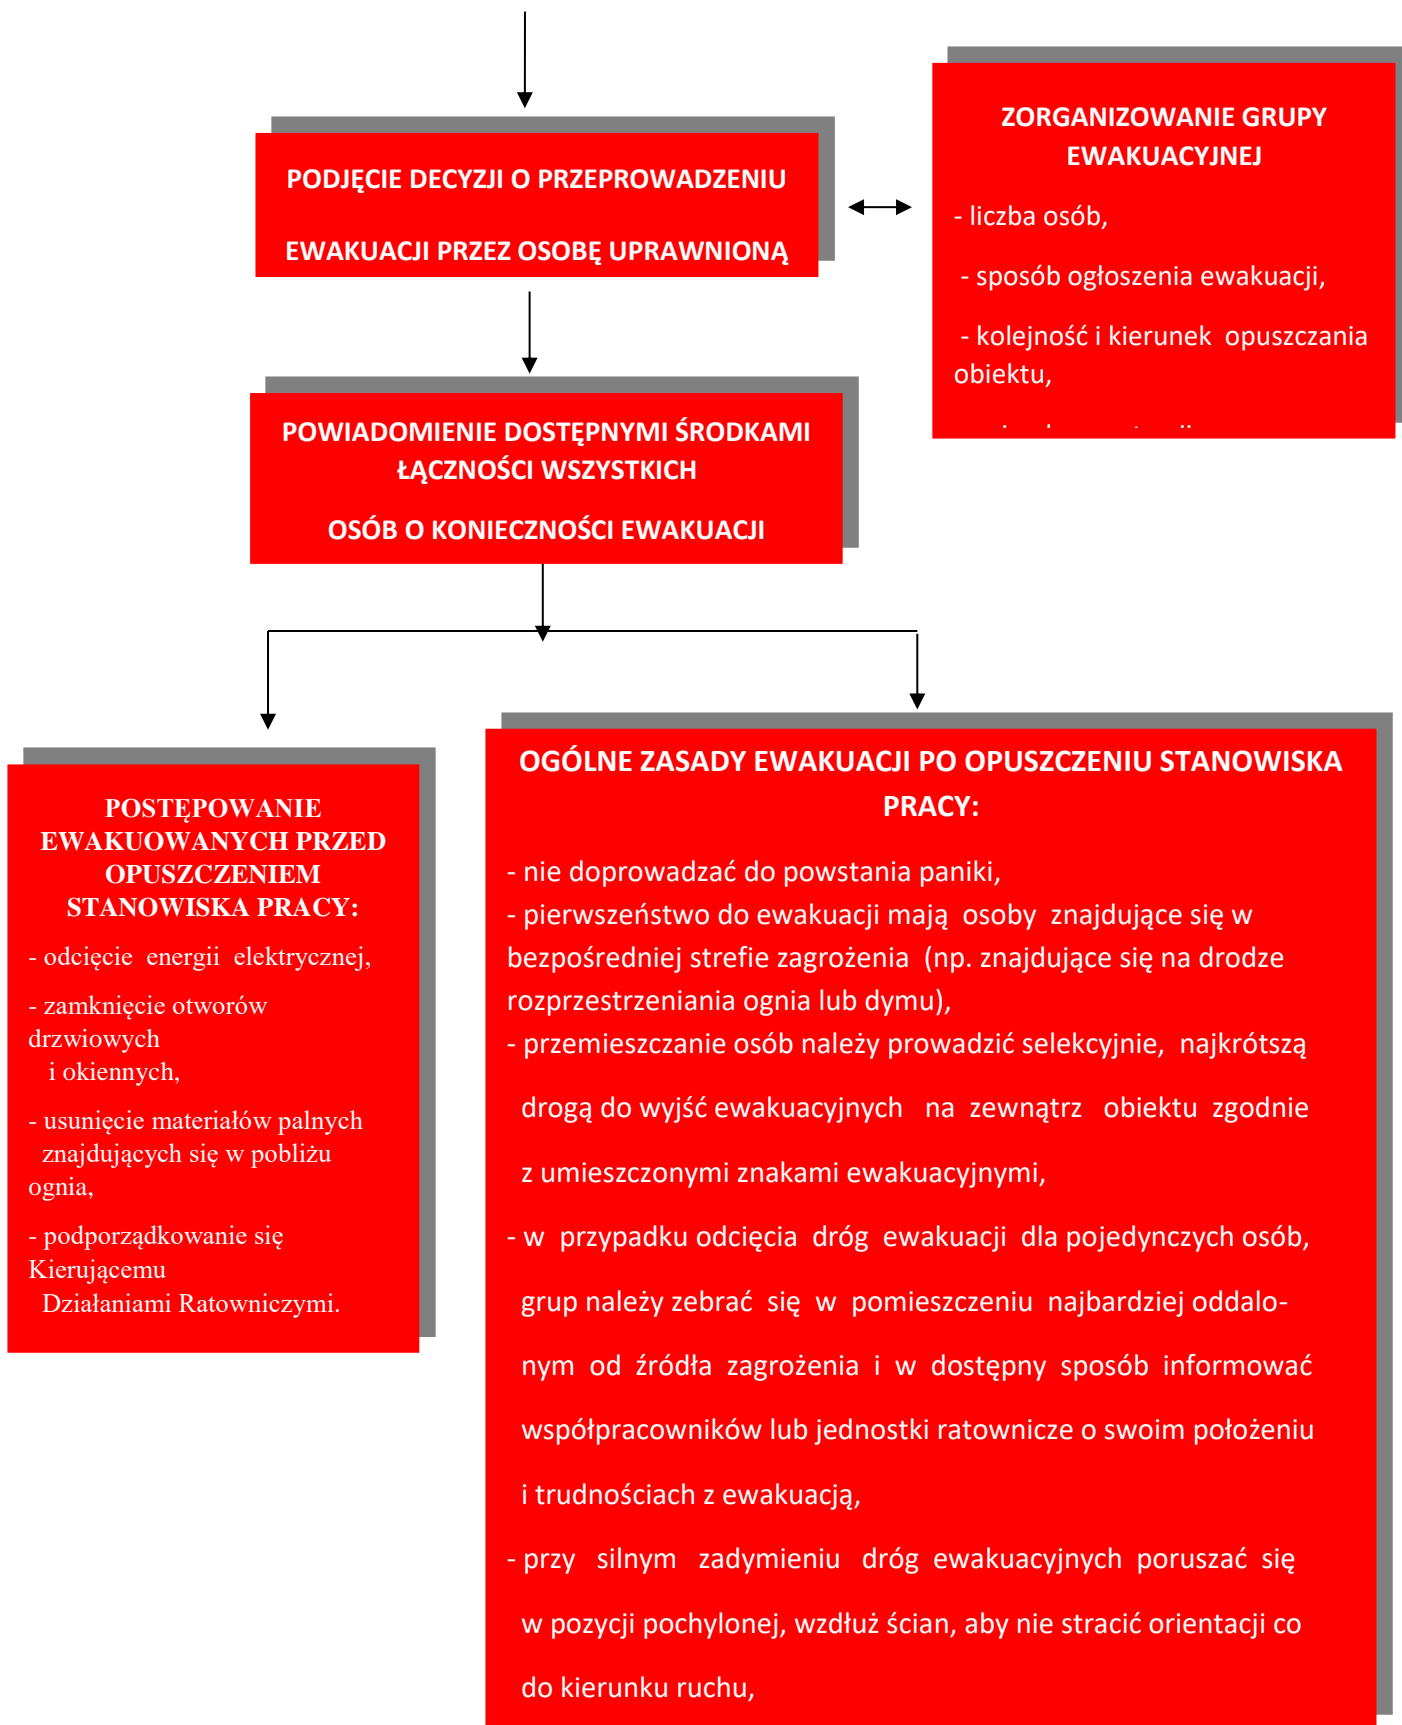 PODJĘCIE DECYZJI O PRZEPROWADZENIU
EWAKUACJI PRZEZ OSOBĘ UPRAWNIONĄ
ZORGANIZOWANIE GRUPY
EWAKUACYJNEJ
- liczba osób,
- sposób ogłoszenia ewakuacji,
- kolejność i kierunek opuszczania
obiektu,
POWIADOMIENIE DOSTĘPNYMI ŚRODKAMI
ŁĄCZNOŚCI WSZYSTKICH
OSÓB O KONIECZNOŚCI EWAKUACJI
POSTĘPOWANIE
EWAKUOWANYCH PRZED
OPUSZCZENIEM
STANOWISKA PRACY:
- odcięcie energii elektrycznej,
- zamknięcie otworów
drzwiowych
i okiennych,
- usunięcie materiałów palnych
znajdujących się w pobliżu
ognia,
- podporządkowanie się
Kierującemu
Działaniami Ratowniczymi.
OGÓLNE ZASADY EWAKUACJI PO OPUSZCZENIU STANOWISKA
PRACY:
- nie doprowadzać do powstania paniki,
- pierwszeństwo do ewakuacji mają osoby znajdujące się w
bezpośredniej strefie zagrożenia (np. znajdujące się na drodze
rozprzestrzeniania ognia lub dymu),
- przemieszczanie osób należy prowadzić selekcyjnie, najkrótszą
drogą do wyjść ewakuacyjnych na zewnątrz obiektu zgodnie
z umieszczonymi znakami ewakuacyjnymi,
- w przypadku odcięcia dróg ewakuacji dla pojedynczych osób,
grup należy zebrać się w pomieszczeniu najbardziej oddalo-
nym od źródła zagrożenia i w dostępny sposób informować
współpracowników lub jednostki ratownicze o swoim położeniu
i trudnościach z ewakuacją,
- przy silnym zadymieniu dróg ewakuacyjnych poruszać się
w pozycji pochylonej, wzdłuż ścian, aby nie stracić orientacji co
do kierunku ruchu,